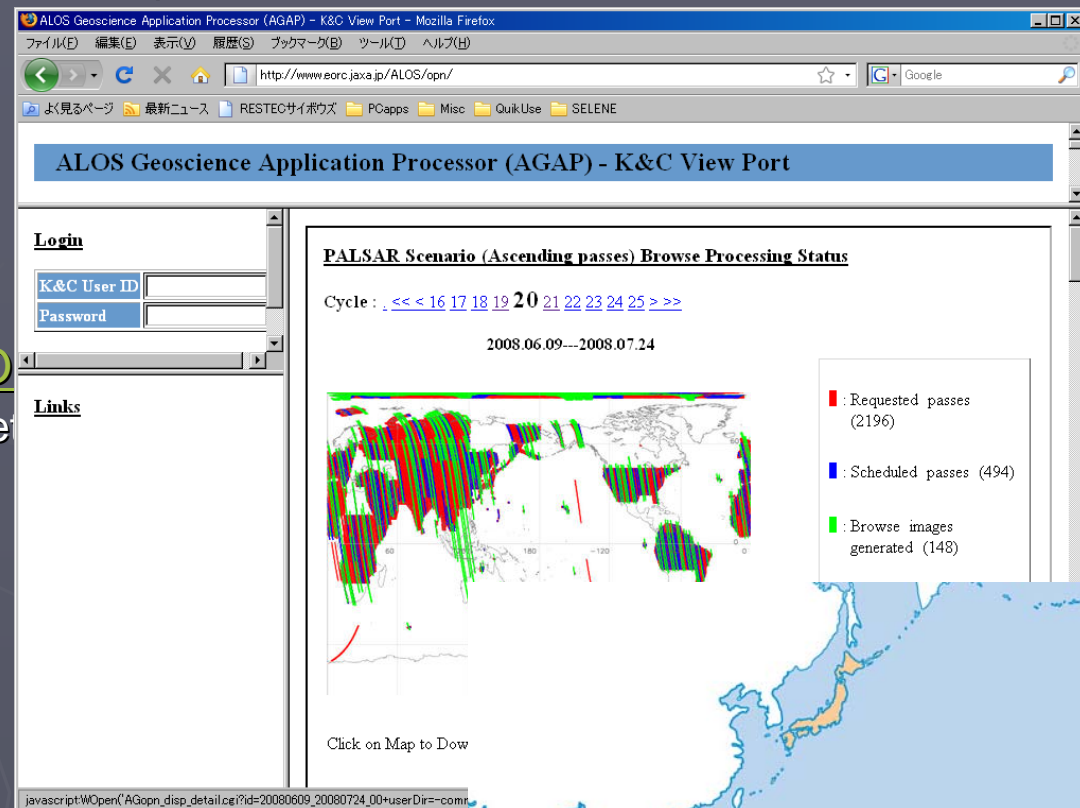 ALOS Geoscience Application Processor (AGAP) - K&C View Port - Mozilla Firefox
ファイル(F) 編集(E) 表示(V) 履歴(S) ブックマーク(B) ツール(T) ヘルプ(H)
http://www.eorc.jaxa.jp/ALOS/opn/
Google
よく見るページ 最新ニュース RESTECサイボウズ PCapps Misc QuikUse SELENE
ALOS Geoscience Application Processor (AGAP) - K&C View Port
Login
K&C User ID
Password
Links
PALSAR Scenario (Ascending passes) Browse Processing Status
Cycle : . << < 16 17 18 19 20 21 22 23 24 25 > >>
2008.06.09---2008.07.24
: Requested passes
(2196)
: Scheduled passes (494)
: Browse images
generated (148)
60
0
60 180 -120 0
Click on Map to Dow
javascript:WOpen('AGopn_disp_detail.cgi?id=20080609_20080724_00+userDir=-comr